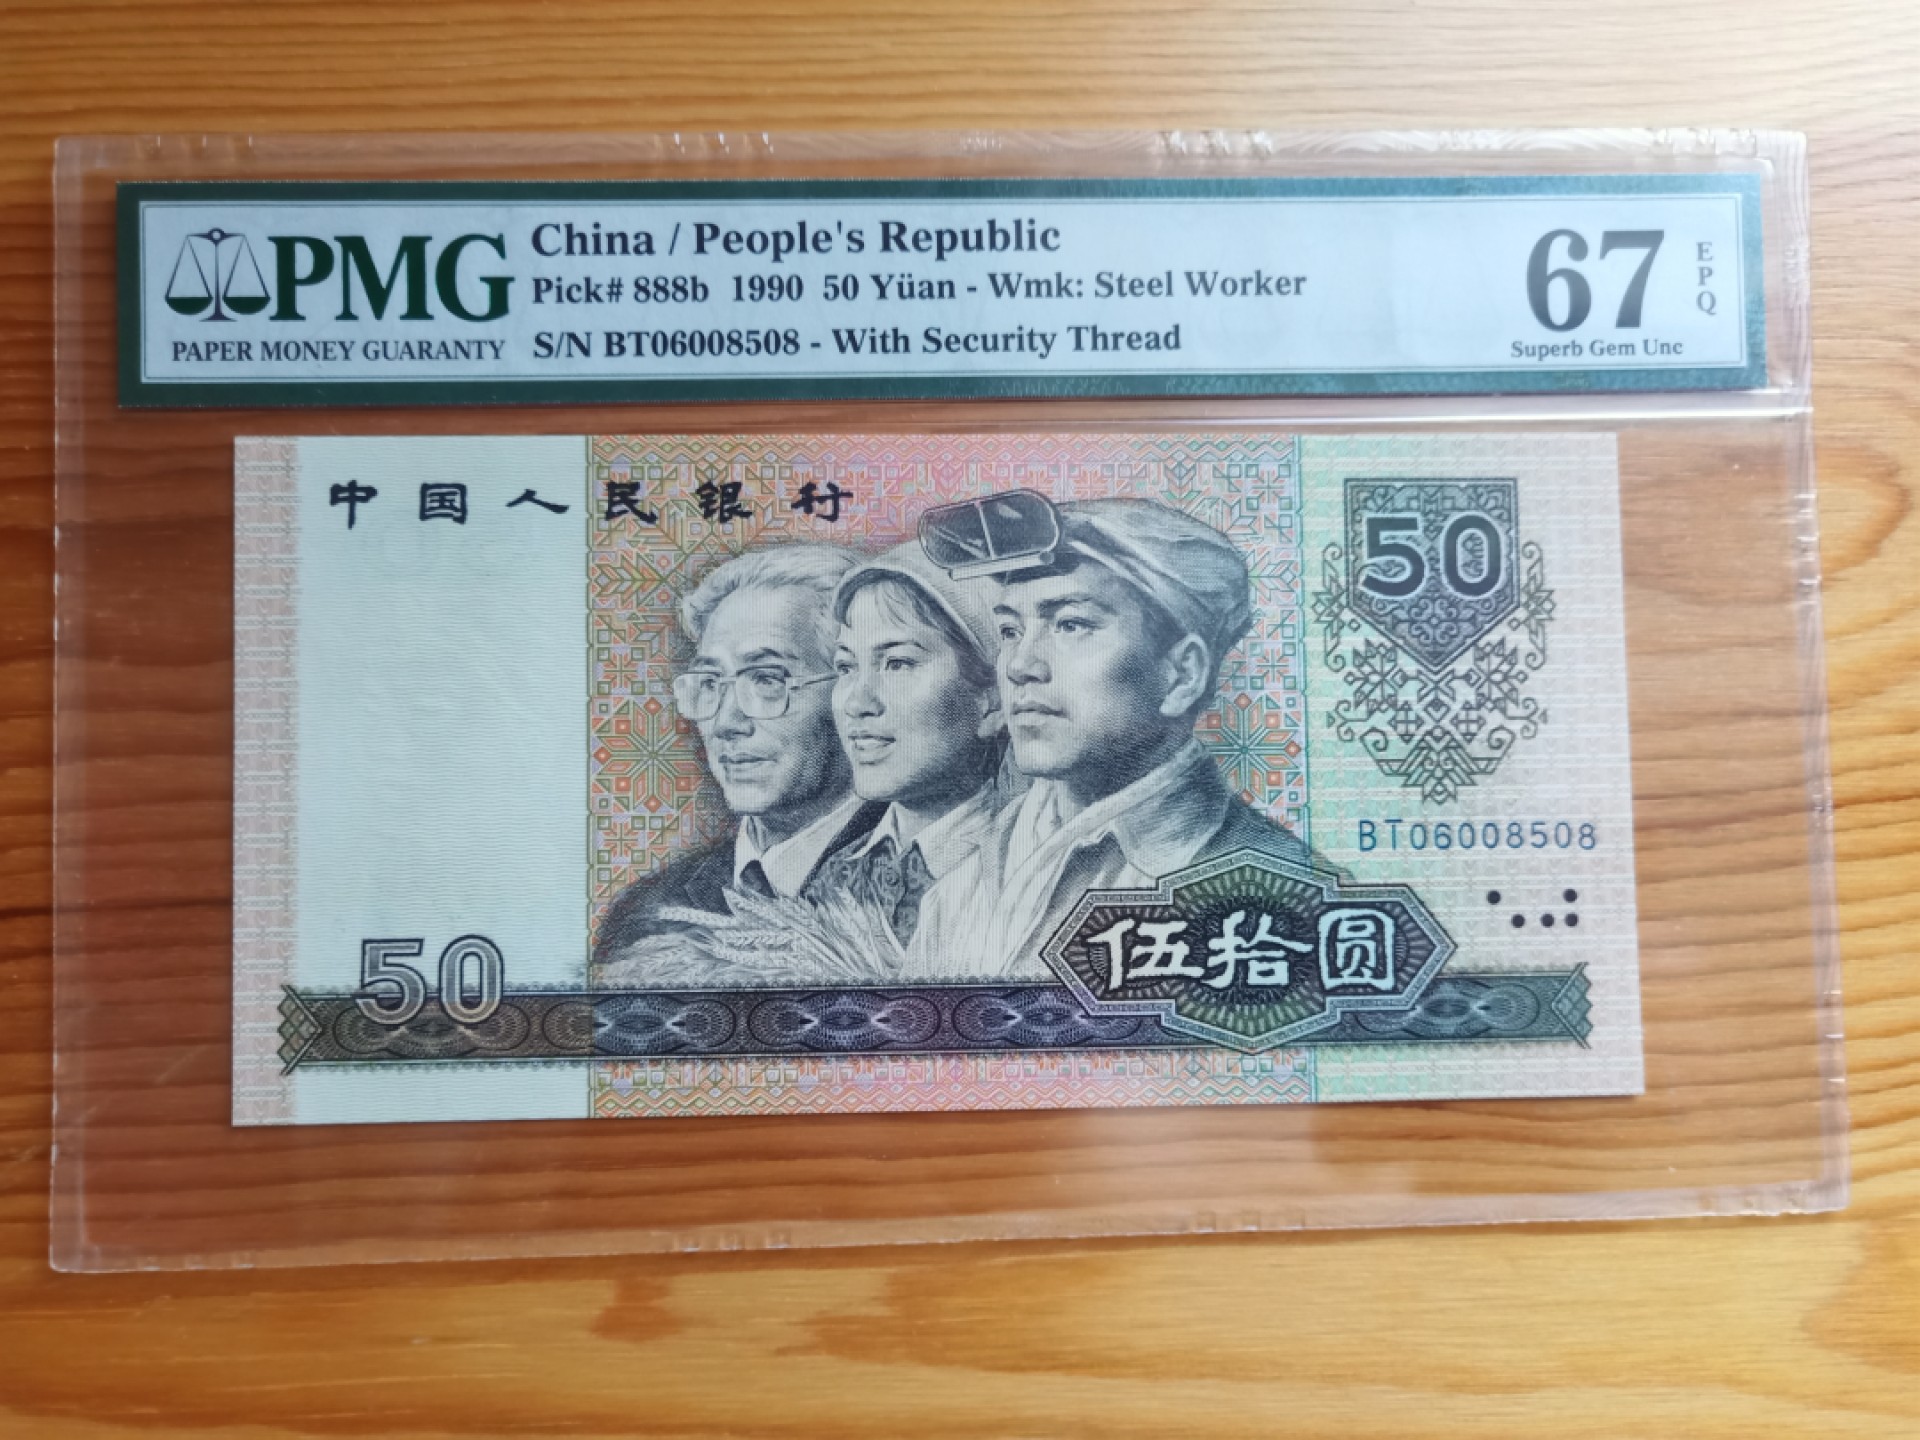 PMG
PAPER MONEY GUARANTY
China / People's Republic
Pick# 888b 1990 50 Yüan - Wmk: Steel Worker
S/N BT06008508 - With Security Thread
67
EPQ
Superb Gem Unc
中国人民银行
50
BT06008508
50
伍拾圆